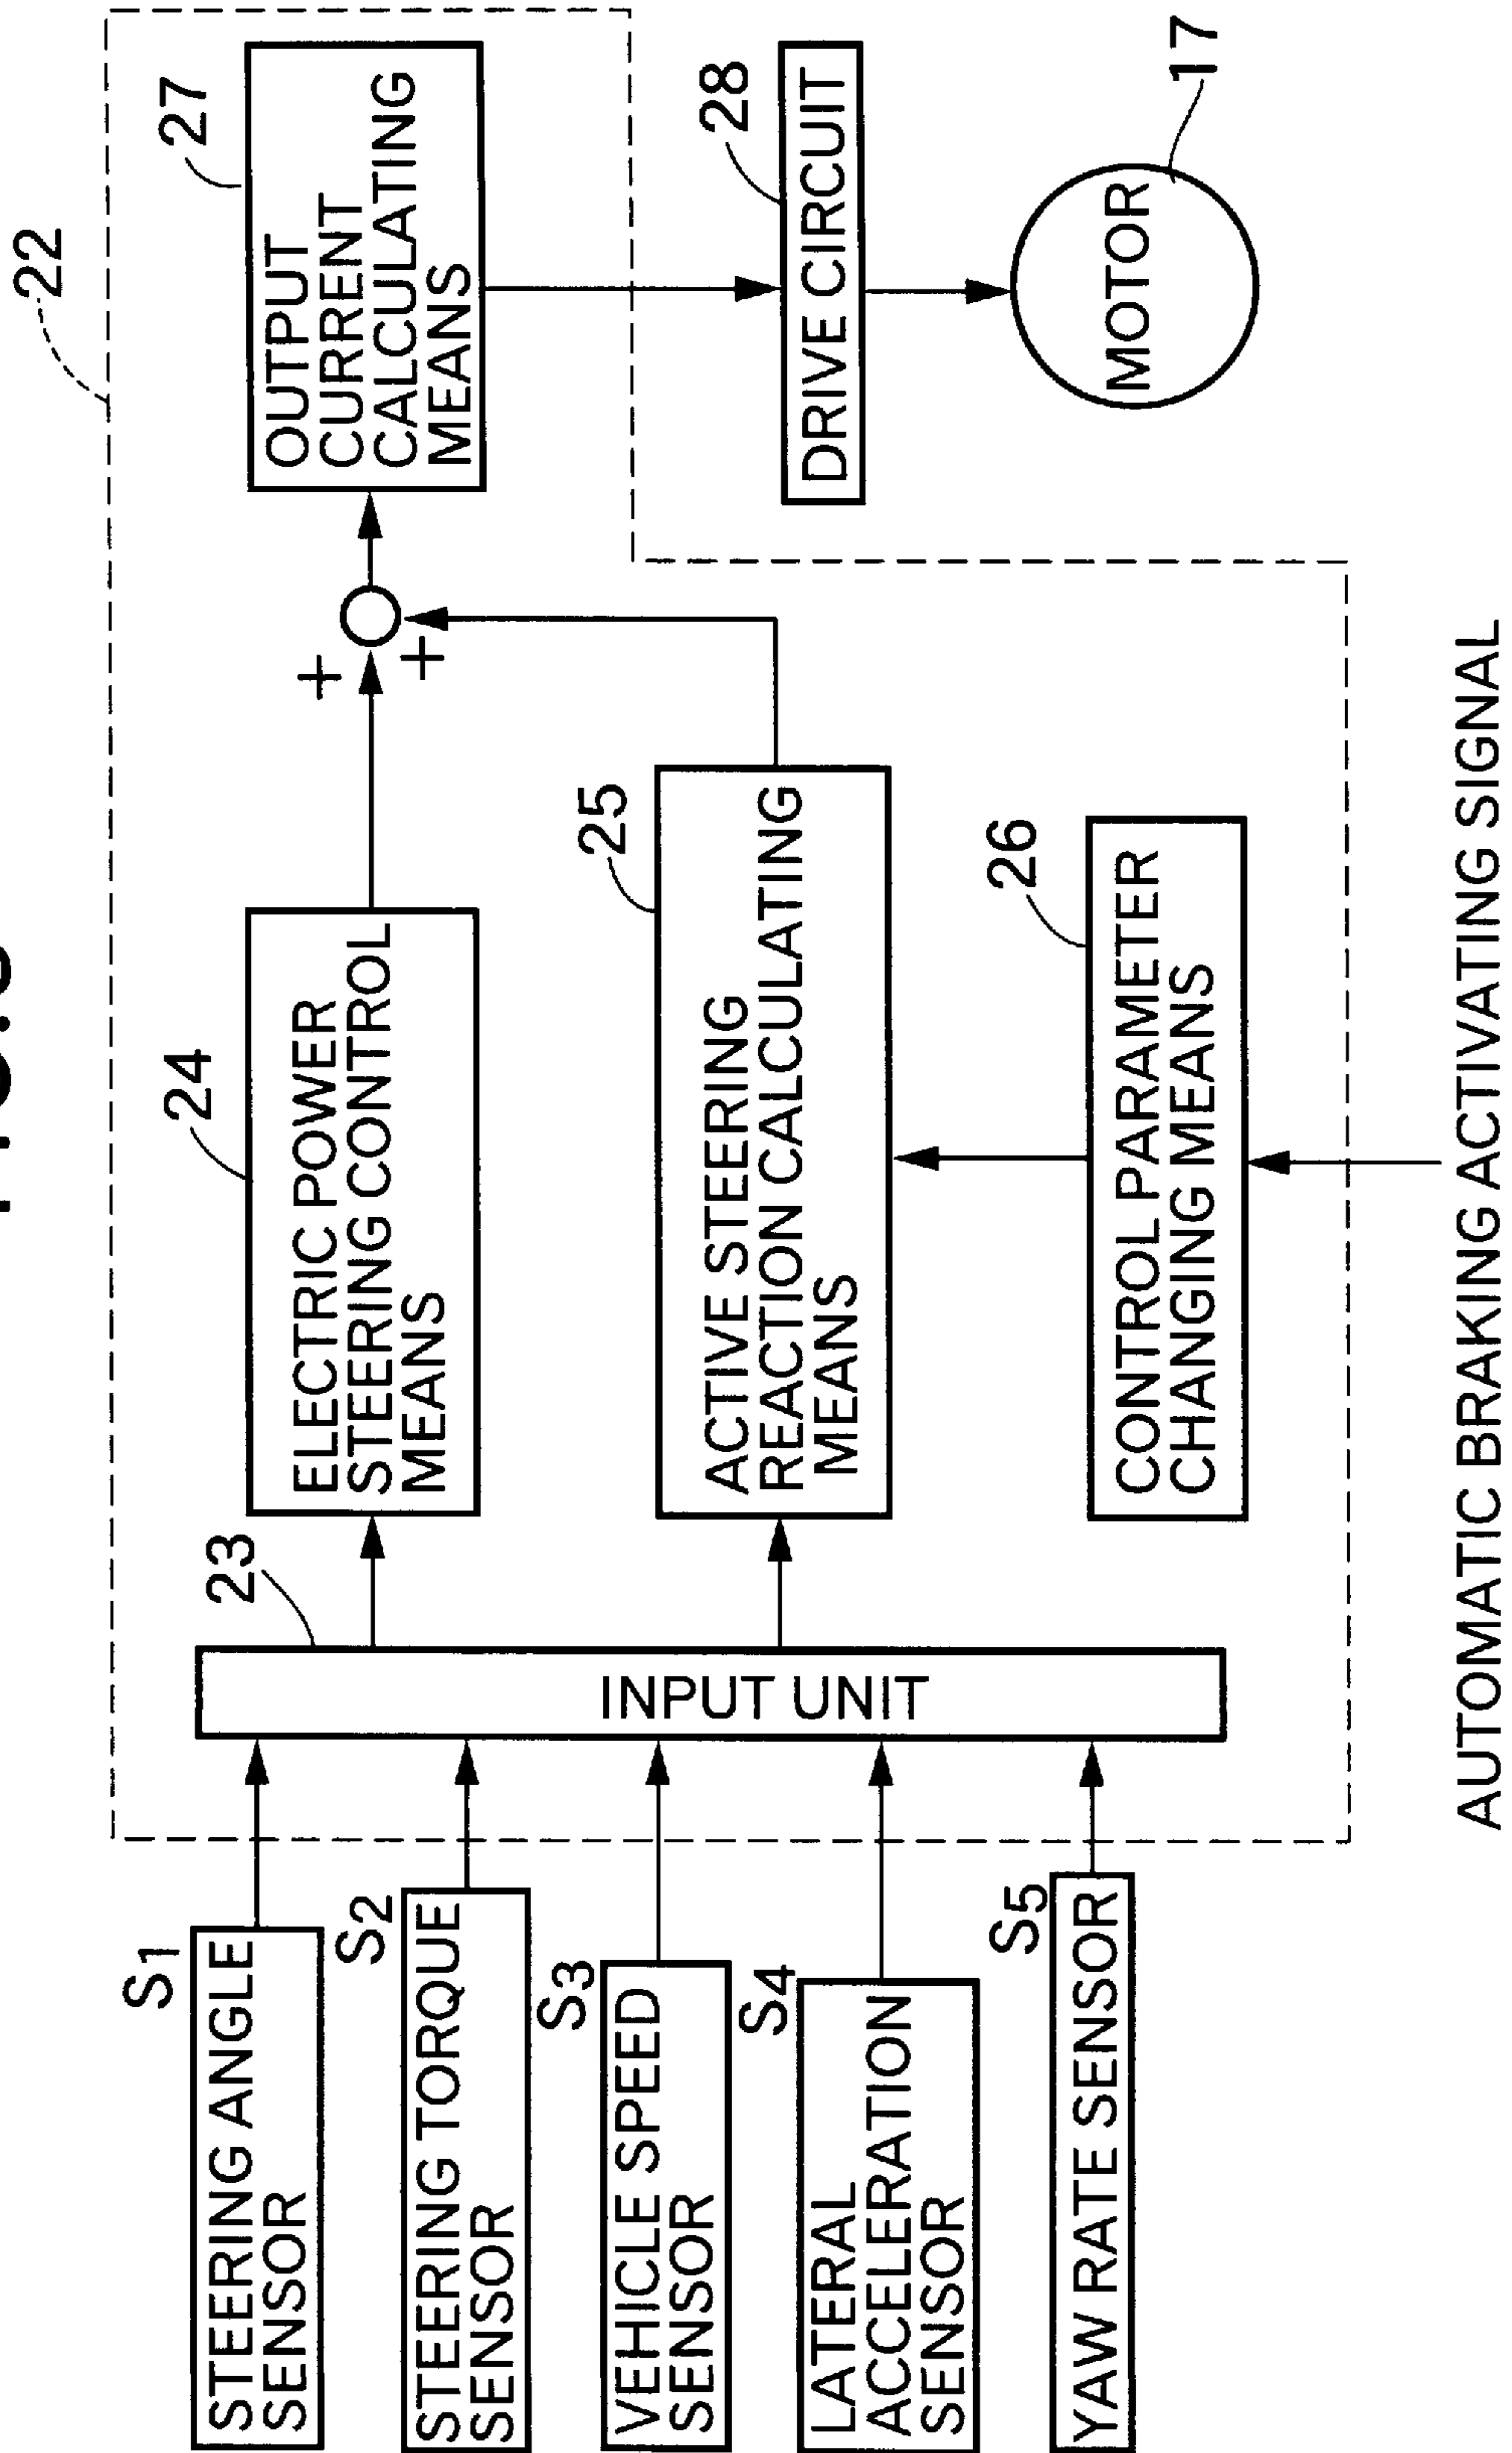 22
S1
STEERING ANGLE
SENSOR
S2
STEERING TORQUE
SENSOR
S3
VEHICLE SPEED
SENSOR
S4
LATERAL
ACCELERATION
SENSOR
S5
YAW RATE SENSOR
23
INPUT UNIT
24
ELECTRIC POWER
STEERING CONTROL
MEANS
25
ACTIVE STEERING
REACTION CALCULATING
MEANS
26
CONTROL PARAMETER
CHANGING MEANS
+
+
27
OUTPUT
CURRENT
CALCULATING
MEANS
28
DRIVE CIRCUIT
MOTOR
17
AUTOMATIC BRAKING ACTIVATING SIGNAL